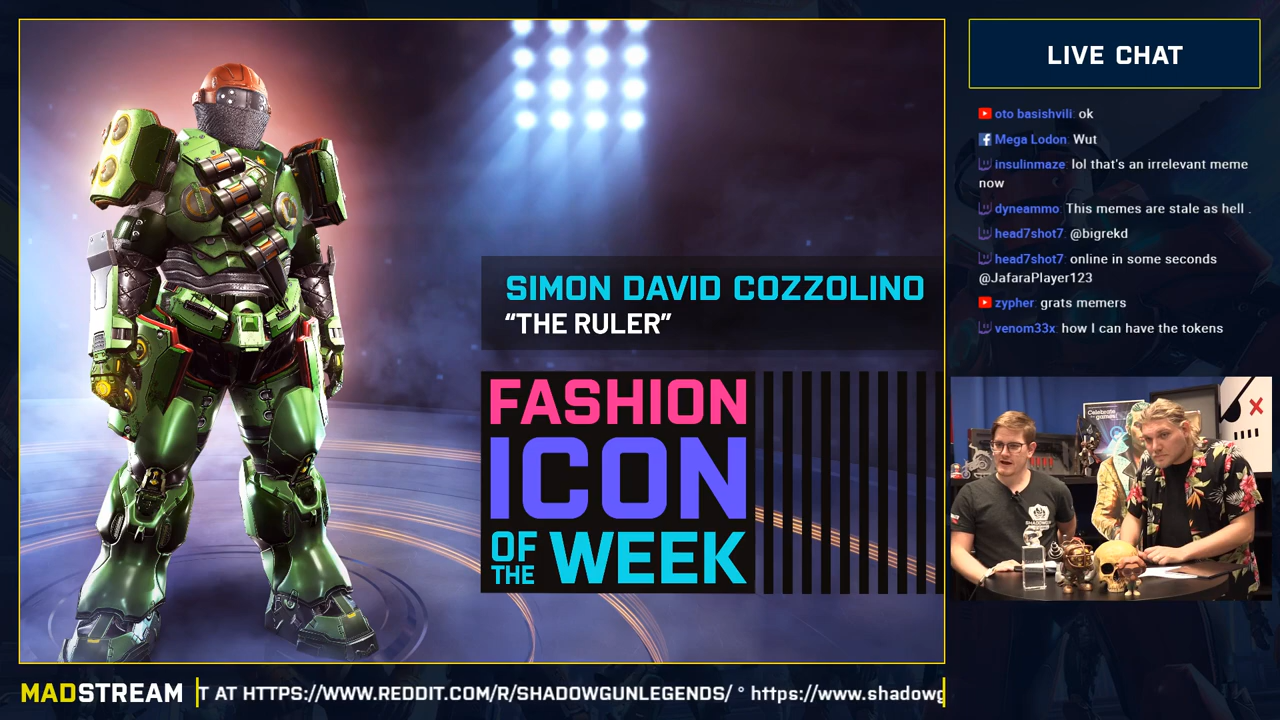 SIMON DAVID COZZOLINO
“THE RULER”
FASHION
ICON
OF THE WEEK
LIVE CHAT
oto basishvili: ok
Mega Lodon: Wut
insulinmaze: lol that's an irrelevant meme
now
dyneammo: This memes are stale as hell .
head7shot7: @bigrekd
head7shot7: online in some seconds
@JafaraPlayer123
zypher: grats memers
venom33x: how I can have the tokens
Celebrate
games!
SHADOWGUN
MADSTREAM
T AT HTTPS://WWW.REDDIT.COM/R/SHADOWGUNLEGENDS/ ° https://www.shadowg